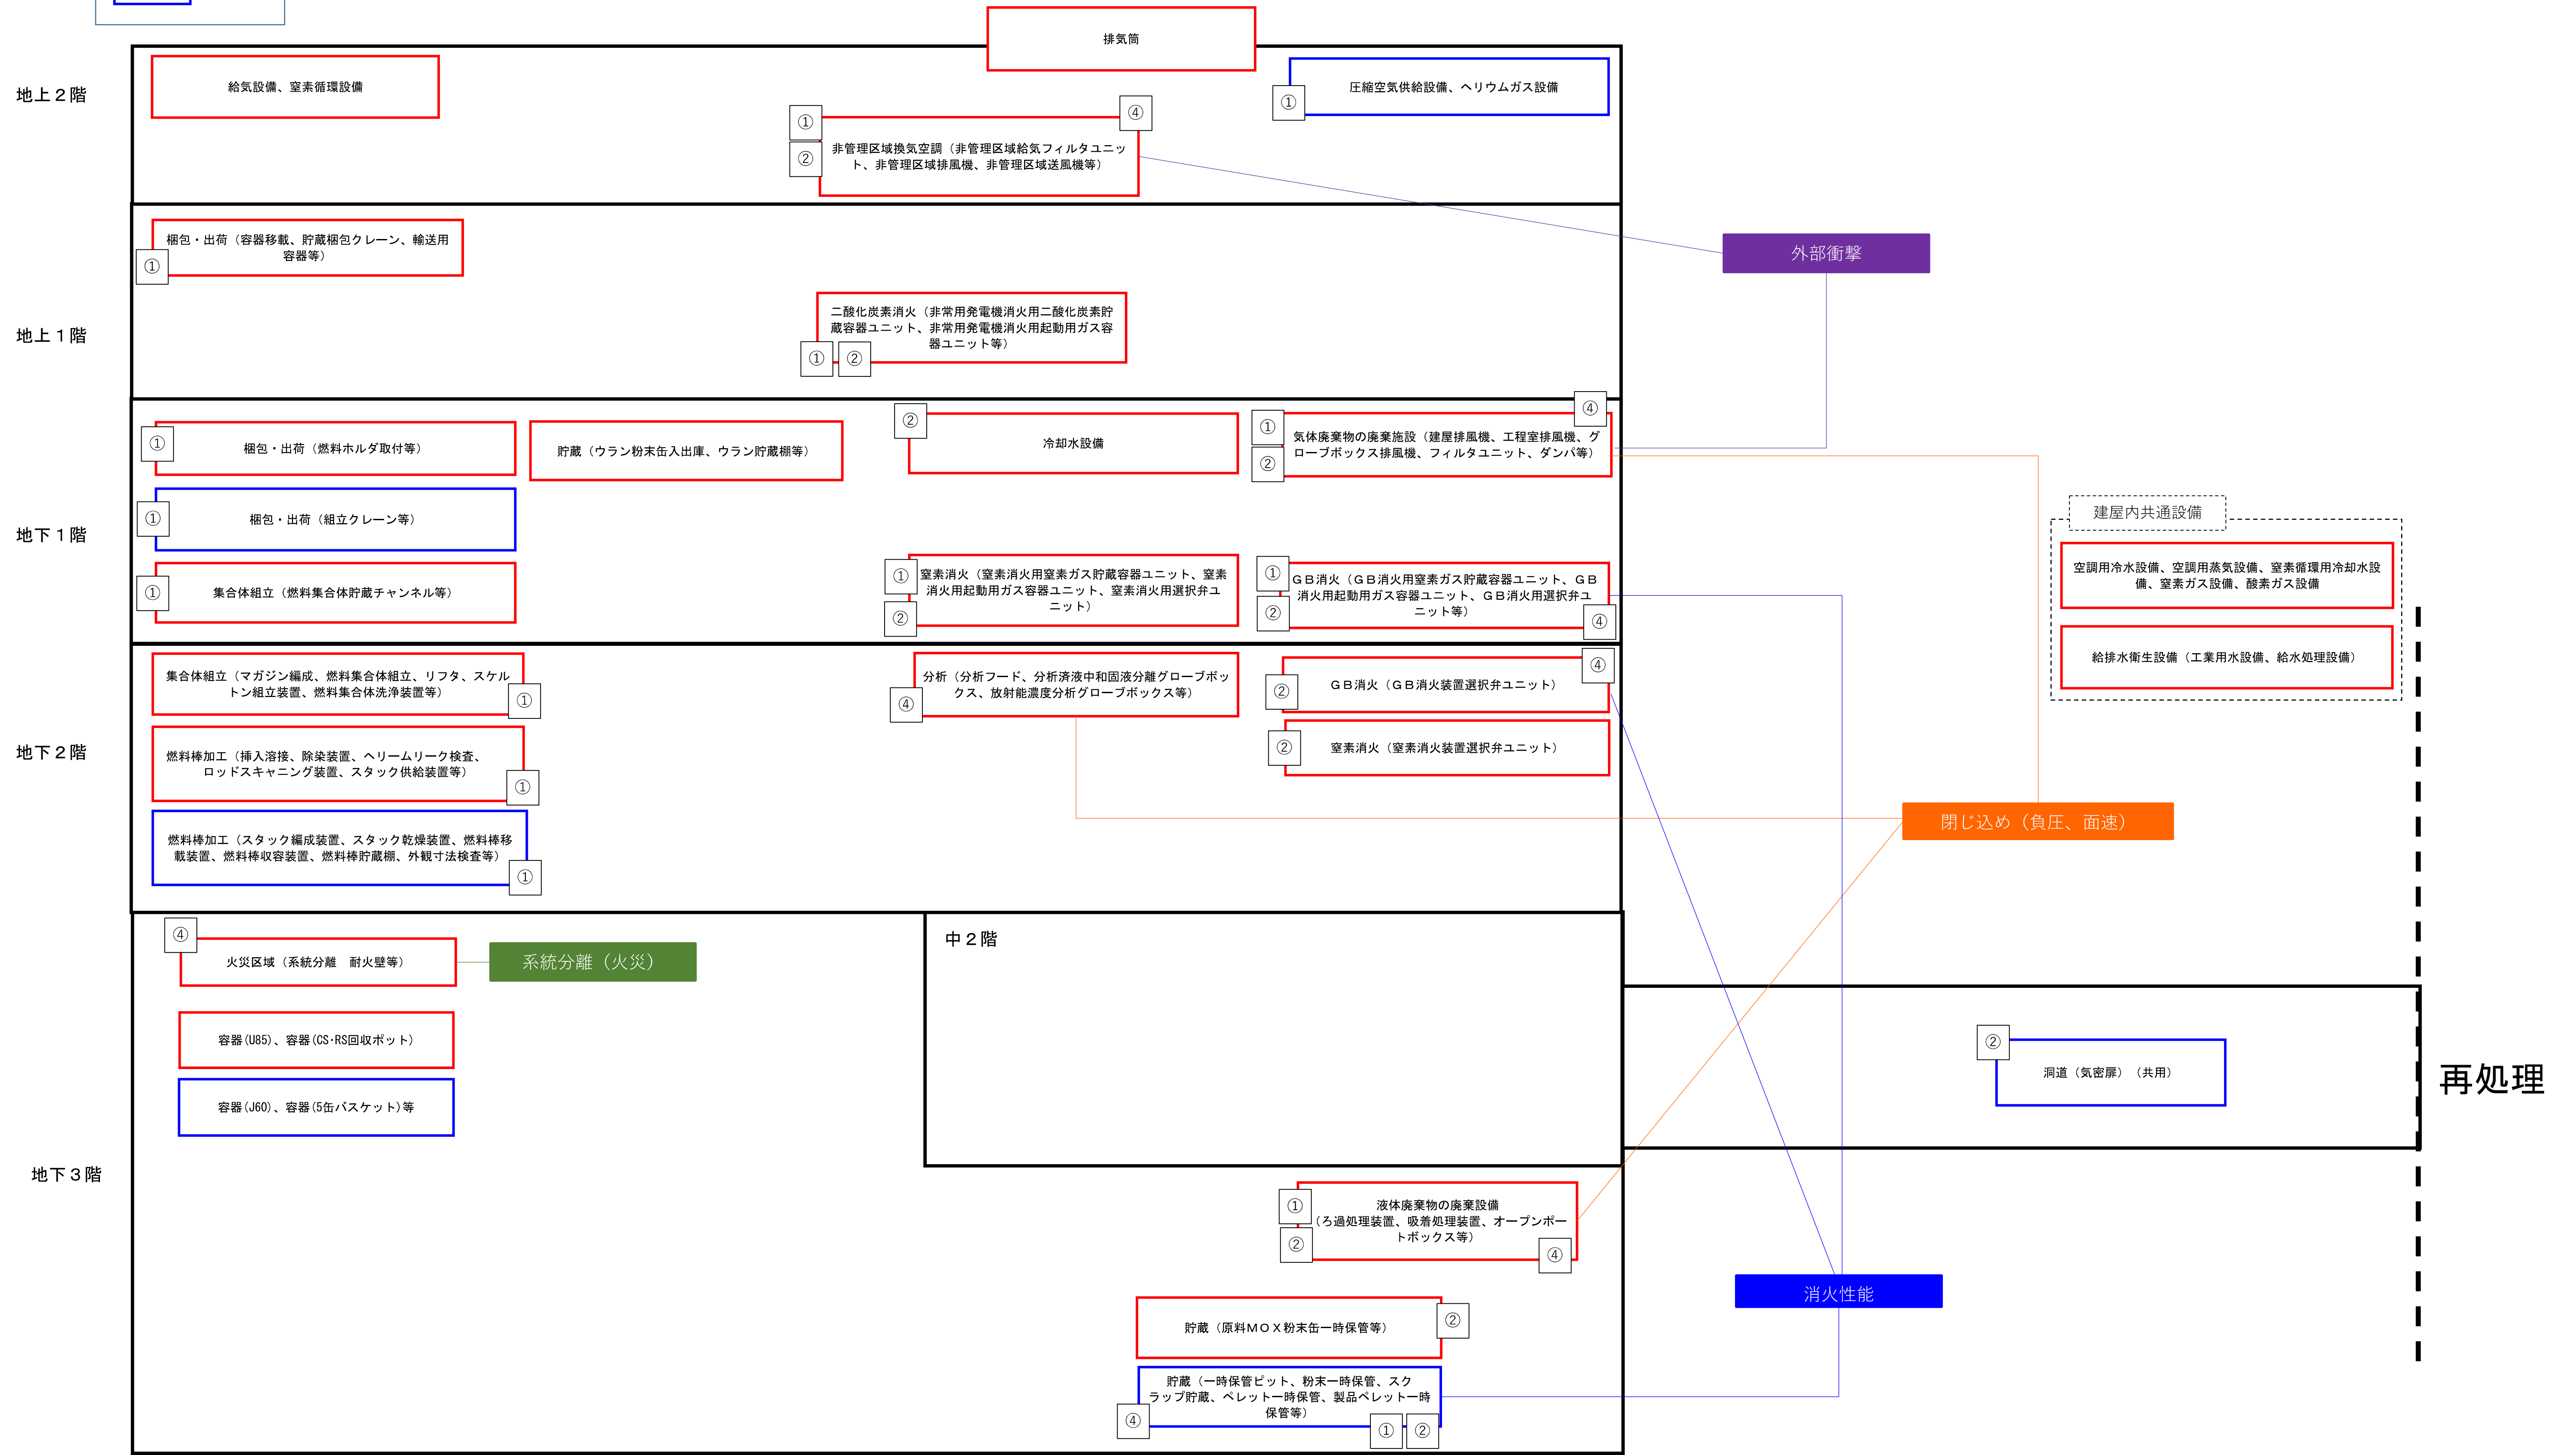 排気筒
地上２階
給気設備、窒素循環設備
圧縮空気供給設備、ヘリウムガス設備
①
④
①
②
非管理区域換気空調（非管理区域給気フィルタユニッ
ト、非管理区域排風機、非管理区域送風機等）
梱包・出荷（容器移載、貯蔵梱包クレーン、輸送用
容器等）
①
外部衝撃
地上１階
二酸化炭素消火（非常用発電機消火用二酸化炭素貯
蔵容器ユニット、非常用発電機消火用起動用ガス容
器ユニット等）
①
②
地下１階
①
梱包・出荷（燃料ホルダ取付等）
貯蔵（ウラン粉末缶入出庫、ウラン貯蔵棚等）
②
冷却水設備
④
①
②
気体廃棄物の廃棄施設（建屋排風機、工程室排風機、グ
ローブボックス排風機、フィルタユニット、ダンパ等）
①
梱包・出荷（組立クレーン等）
①
集合体組立（燃料集合体貯蔵チャンネル等）
①
②
窒素消火（窒素消火用窒素ガス貯蔵容器ユニット、窒素
消火用起動用ガス容器ユニット、窒素消火用選択弁ユ
ニット）
①
②
ＧＢ消火（ＧＢ消火用窒素ガス貯蔵容器ユニット、ＧＢ
消火用起動用ガス容器ユニット、ＧＢ消火用選択弁ユ
ニット等）
④
建屋内共通設備
空調用冷水設備、空調用蒸気設備、窒素循環用冷却水設
備、窒素ガス設備、酸素ガス設備
給排水衛生設備（工業用水設備、給水処理設備）
地下２階
集合体組立（マガジン編成、燃料集合体組立、リフタ、スケル
トン組立装置、燃料集合体洗浄装置等）
①
分析（分析フード、分析済液中和固液分離グローブボッ
クス、放射能濃度分析グローブボックス等）
④
④
②
ＧＢ消火（ＧＢ消火装置選択弁ユニット）
②
窒素消火（窒素消火装置選択弁ユニット）
燃料棒加工（挿入溶接、除染装置、ヘリームリーク検査、
ロッドスキャニング装置、スタック供給装置等）
①
燃料棒加工（スタック編成装置、スタック乾燥装置、燃料棒移
載装置、燃料棒収容装置、燃料棒貯蔵棚、外観寸法検査等）
①
閉じ込め（負圧、面速）
地下３階
④
火災区域（系統分離　耐火壁等）
系統分離（火災）
中２階
容器(U85)、容器(CS･RS回収ポット)
容器(J60)、容器(5缶バスケット)等
②
洞道（気密扉）（共用）
再処理
①
②
液体廃棄物の廃棄設備
（ろ過処理装置、吸着処理装置、オープンポー
トボックス等）
④
消火性能
貯蔵（原料ＭＯＸ粉末缶一時保管等）
②
貯蔵（一時保管ピット、粉末一時保管、スク
ラップ貯蔵、ペレット一時保管、製品ペレット一時
保管等）
④
①
②